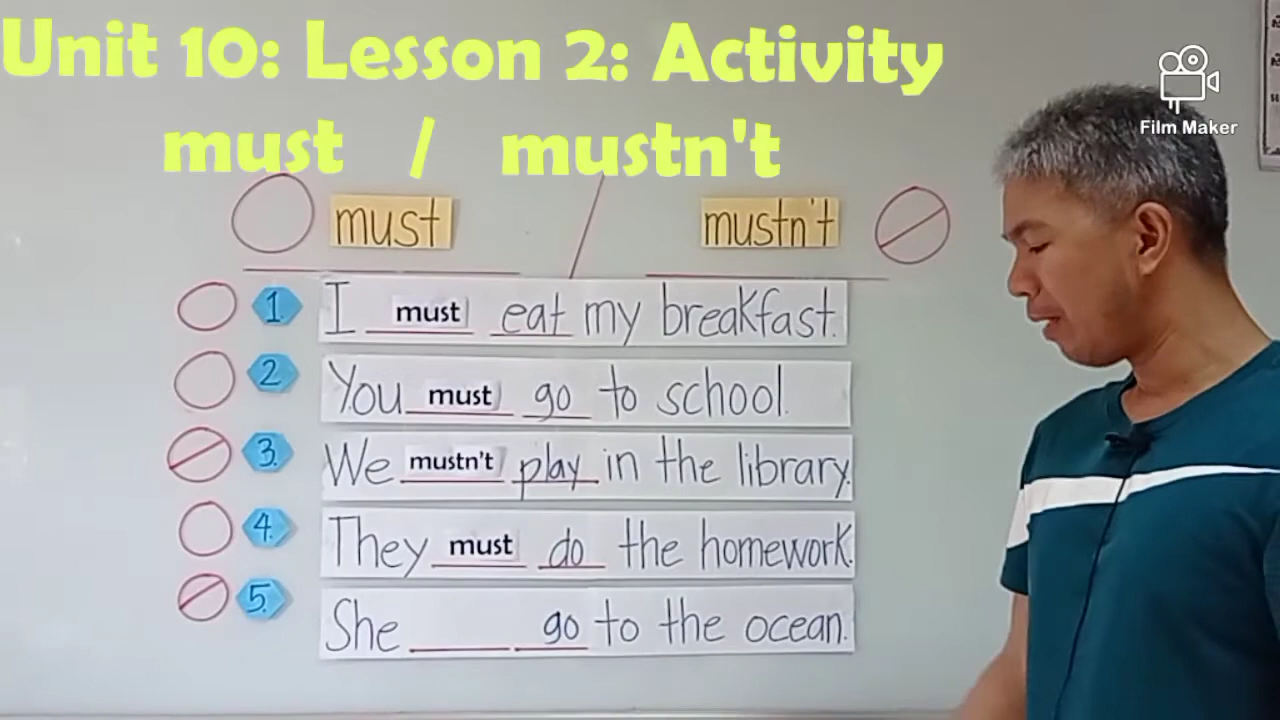 Unit 10: Lesson 2: Activity
must / mustn't
Film Maker
must / mustn't
1. I must eat my breakfast.
2. You must go to school.
3. We mustn't play in the library.
4. They must do the homework.
5. She ______ go to the ocean.